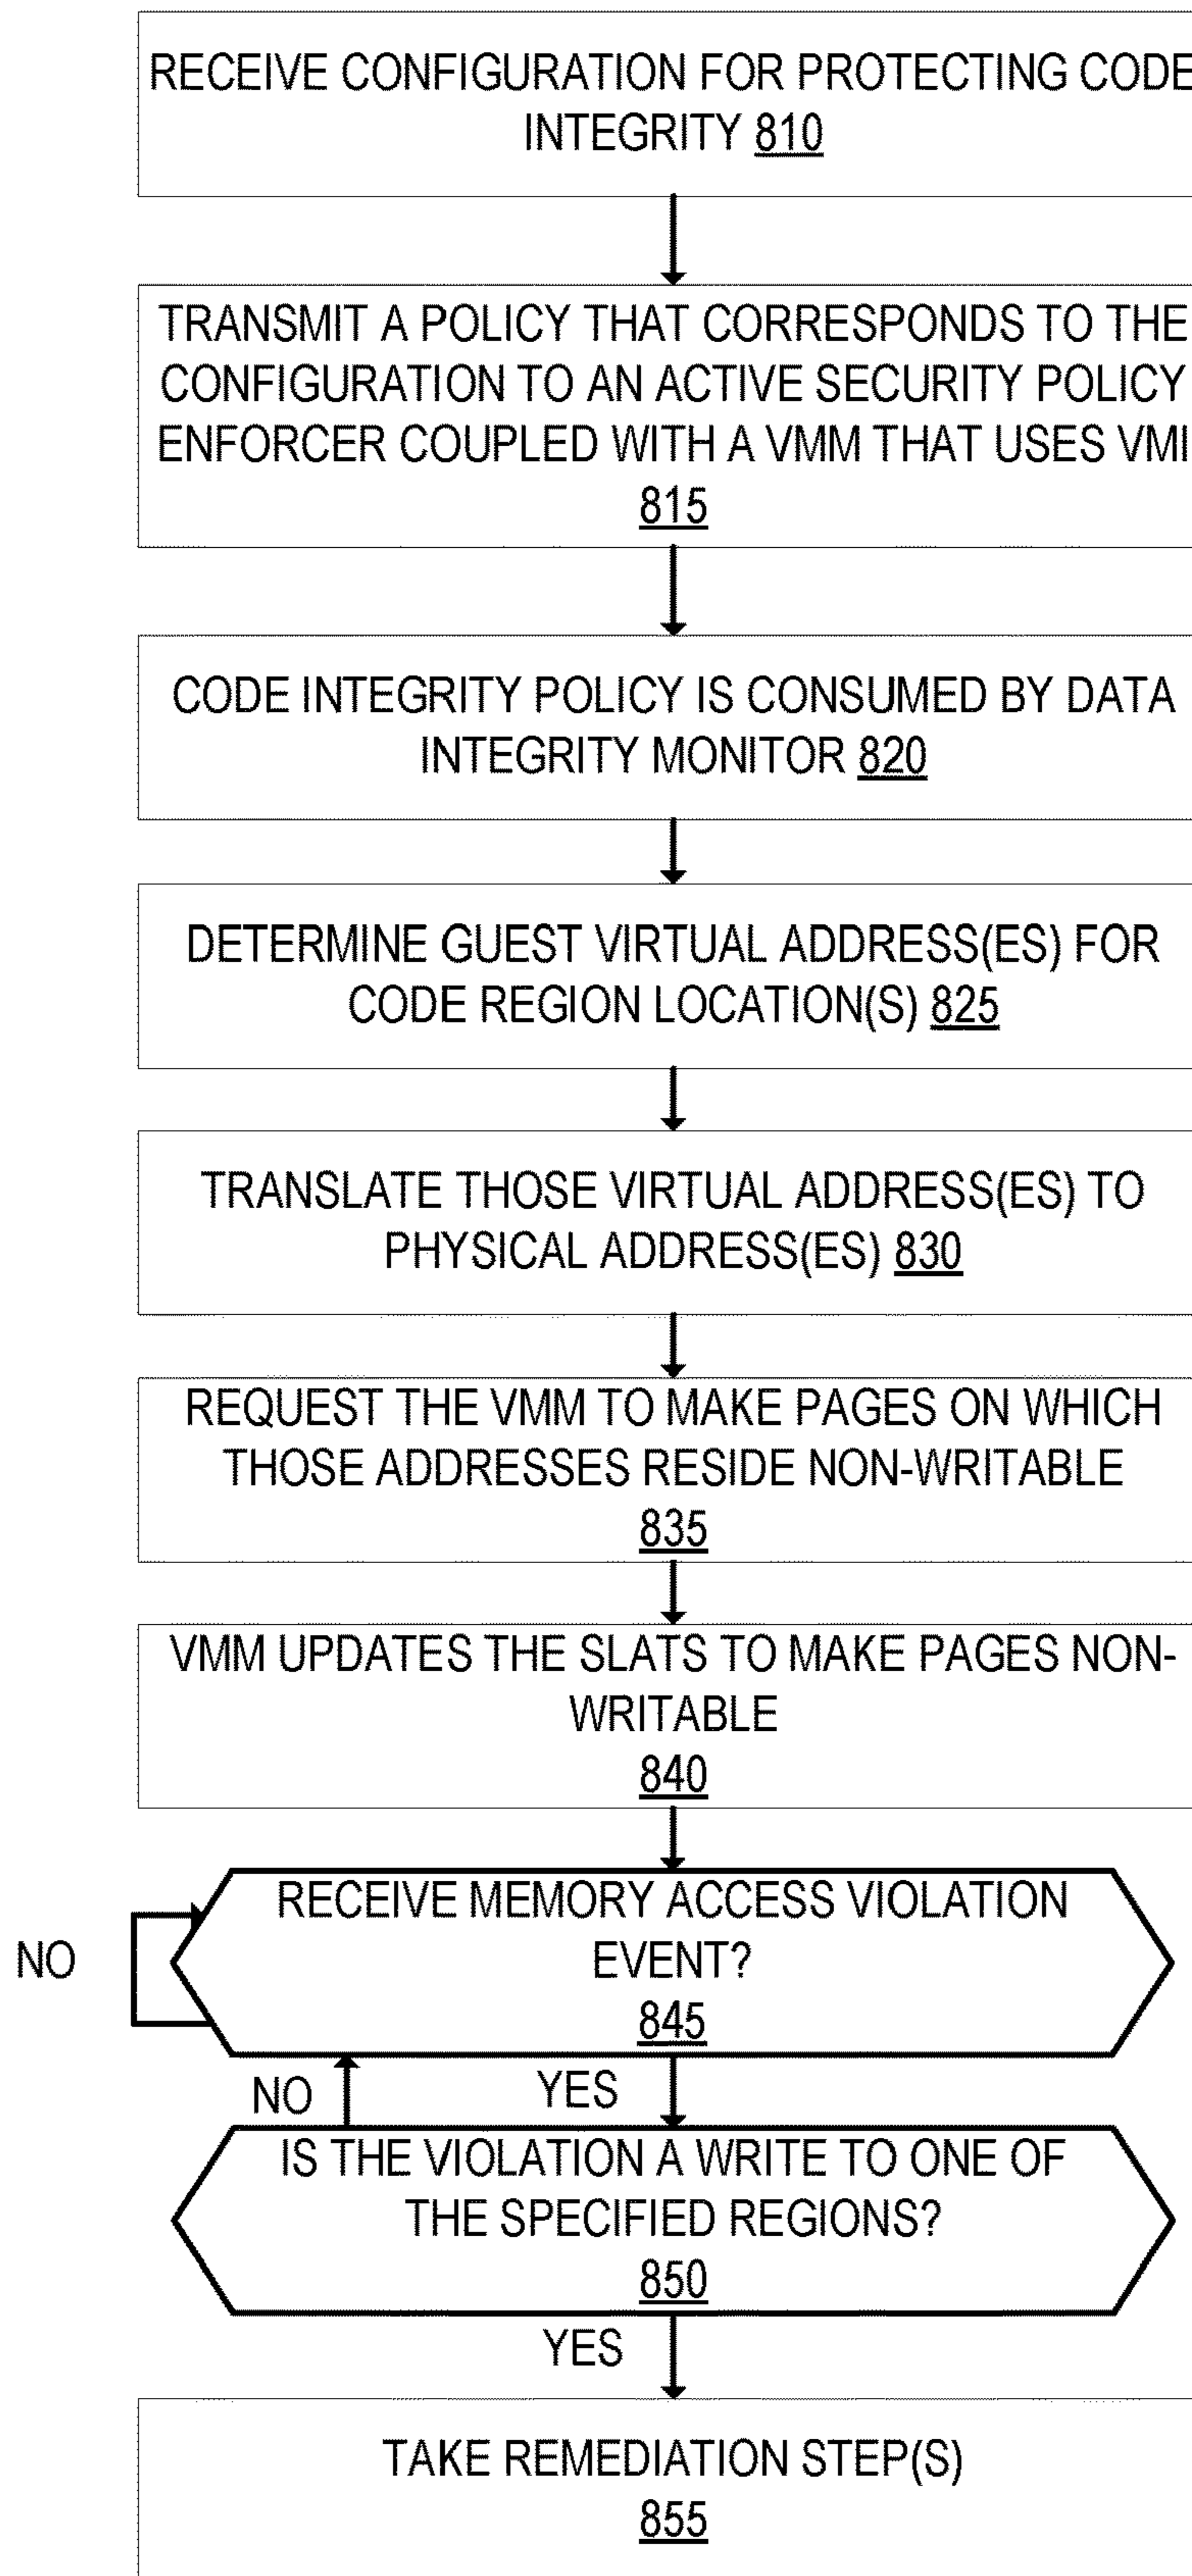 RECEIVE CONFIGURATION FOR PROTECTING CODE
INTEGRITY 810
TRANSMIT A POLICY THAT CORRESPONDS TO THE
CONFIGURATION TO AN ACTIVE SECURITY POLICY
ENFORCER COUPLED WITH A VMM THAT USES VMI
815
CODE INTEGRITY POLICY IS CONSUMED BY DATA
INTEGRITY MONITOR 820
DETERMINE GUEST VIRTUAL ADDRESS(ES) FOR
CODE REGION LOCATION(S) 825
TRANSLATE THOSE VIRTUAL ADDRESS(ES) TO
PHYSICAL ADDRESS(ES) 830
REQUEST THE VMM TO MAKE PAGES ON WHICH
THOSE ADDRESSES RESIDE NON-WRITABLE
835
VMM UPDATES THE SLATS TO MAKE PAGES NON-
WRITABLE
840
RECEIVE MEMORY ACCESS VIOLATION
EVENT?
845
NO
NO
YES
IS THE VIOLATION A WRITE TO ONE OF
THE SPECIFIED REGIONS?
850
YES
TAKE REMEDIATION STEP(S)
855